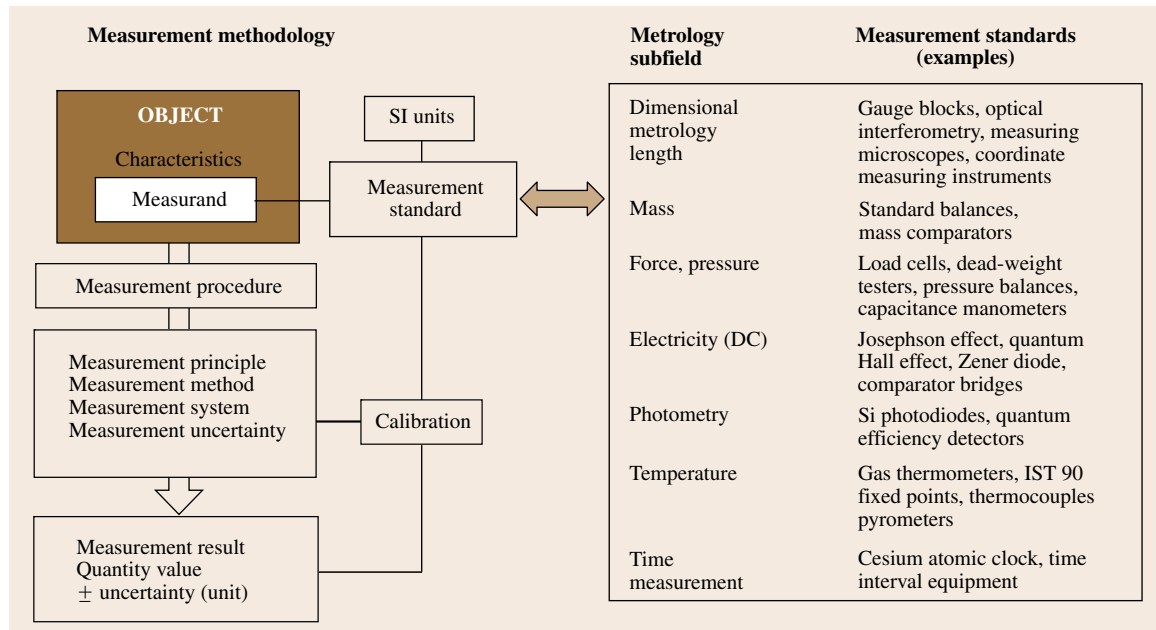 Measurement methodology
OBJECT
Characteristics
Measurand
SI units
Measurement
standard
Measurement procedure
Measurement principle
Measurement method
Measurement system
Measurement uncertainty
Calibration
Measurement result
Quantity value
± uncertainty (unit)
Metrology
subfield
Measurement standards
(examples)
Dimensional
metrology
length
Gauge blocks, optical
interferometry, measuring
microscopes, coordinate
measuring instruments
Mass
Standard balances,
mass comparators
Force, pressure
Load cells, dead-weight
testers, pressure balances,
capacitance manometers
Electricity (DC)
Josephson effect, quantum
Hall effect, Zener diode,
comparator bridges
Photometry
Si photodiodes, quantum
efficiency detectors
Temperature
Gas thermometers, IST 90
fixed points, thermocouples
pyrometers
Time
measurement
Cesium atomic clock, time
interval equipment